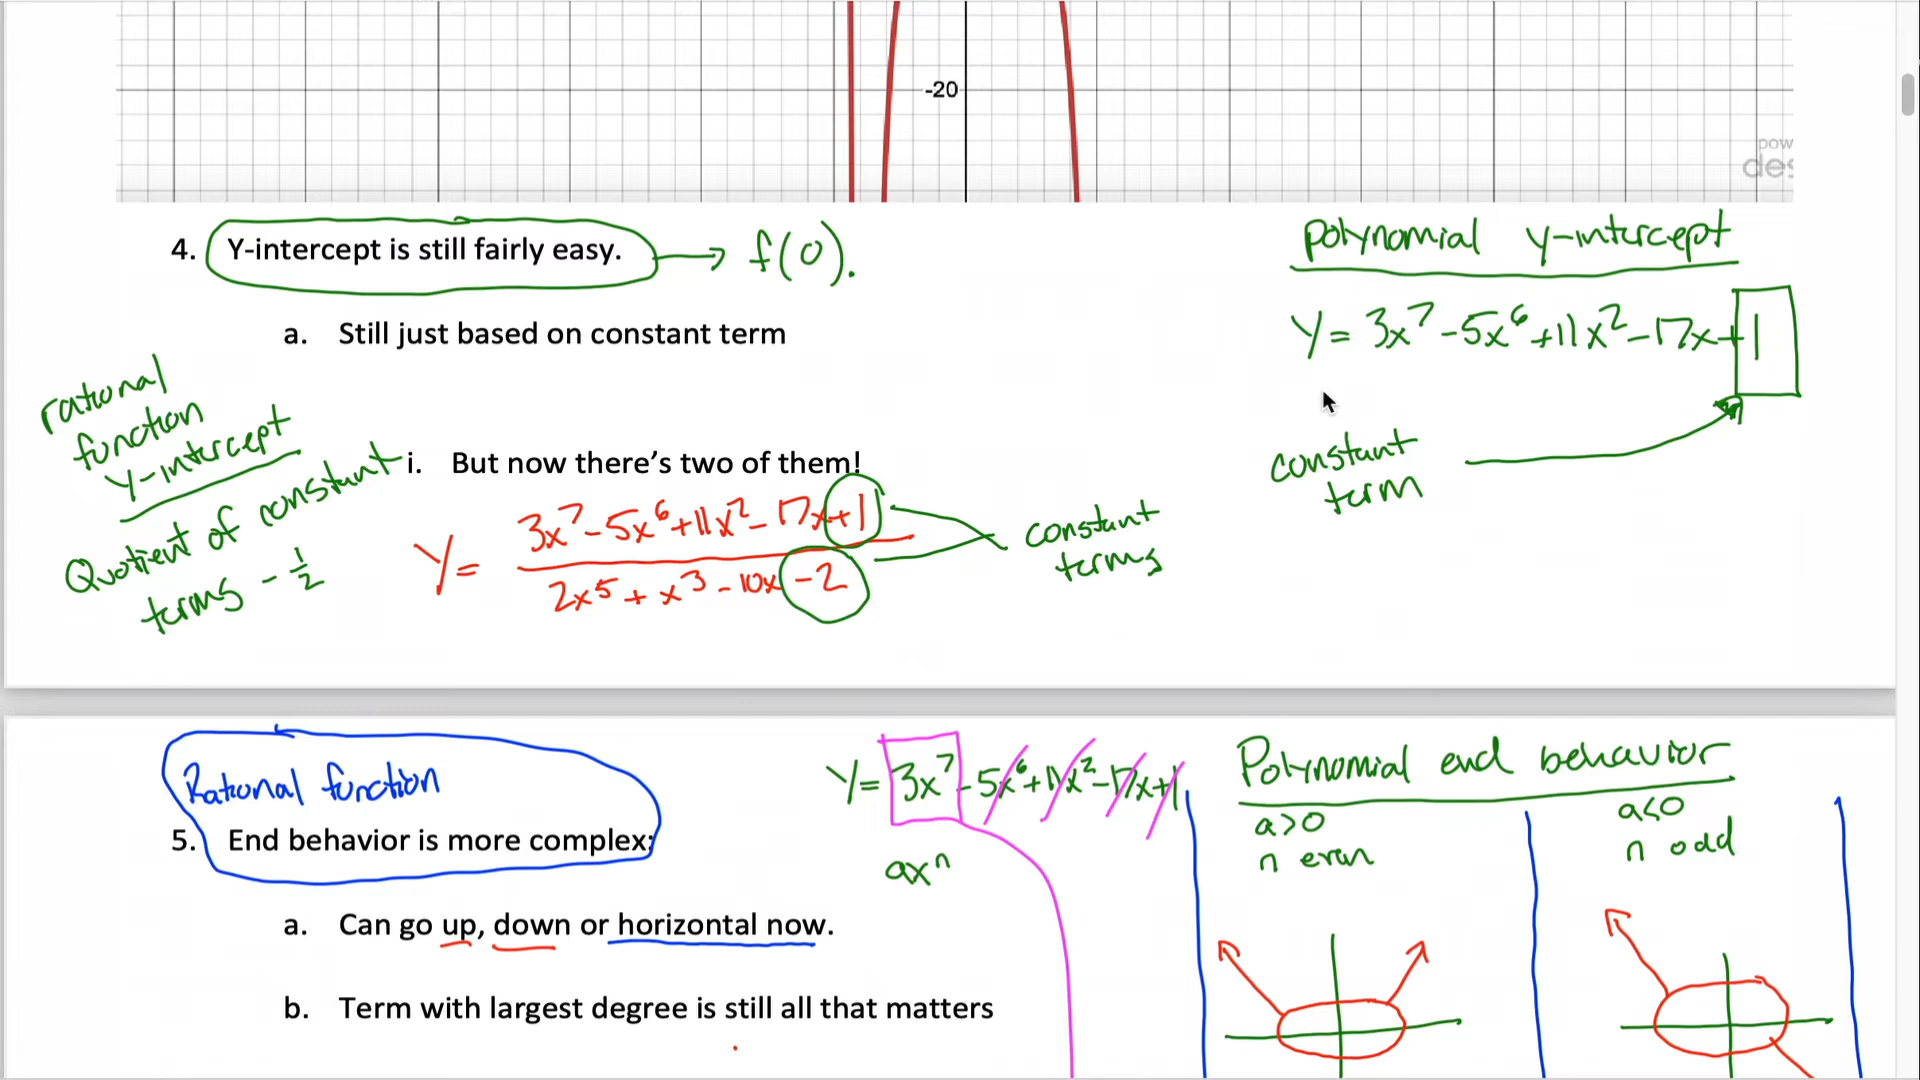 -20
pow
des
4. Y-intercept is still fairly easy. → f(0).
a. Still just based on constant term
polynomial y-intercept
y = 3x⁷ - 5x⁶ + 11x² - 17x + 1
constant
term
rational
function
y-intercept
Quotient of constant
terms - 1/2
i. But now there's two of them!
y = (3x⁷ - 5x⁶ + 11x² - 17x + 1) / (2x⁵ + x³ - 10x - 2)
constant
terms
Rational function
5. End behavior is more complex:
a. Can go up, down or horizontal now.
b. Term with largest degree is still all that matters
y = 3x⁷ - 5x⁶ + 11x² - 17x + 1
axⁿ
Polynomial end behavior
a>0
n even
a<0
n odd